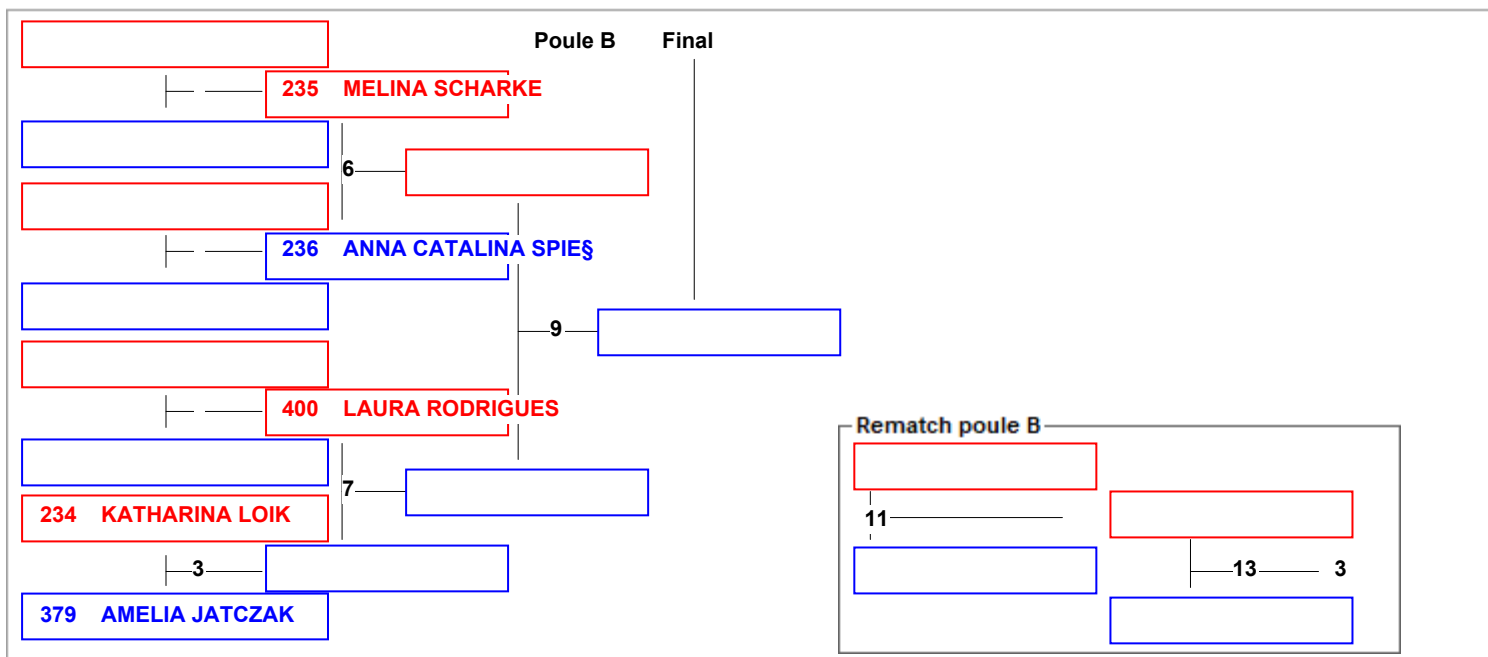 Poule B Final
235 MELINA SCHARKE
6
236 ANNA CATALINA SPIE§
9
400 LAURA RODRIGUES
7
234 KATHARINA LOIK
3
379 AMELIA JATCZAK
Rematch poule B
11
13 3